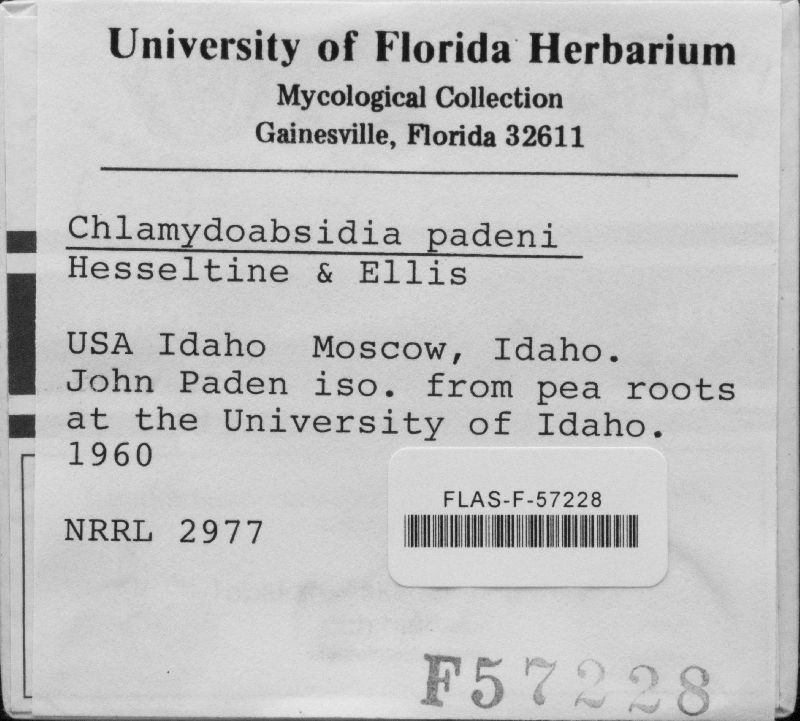 University of Florida Herbarium
Mycological Collection
Gainesville, Florida 32611
Chlamydoabsidia padeni
Hesseltine & Ellis
USA Idaho Moscow, Idaho.
John Paden iso. from pea roots
at the University of Idaho.
1960
FLAS-F-57228
NRRL 2977
F57228